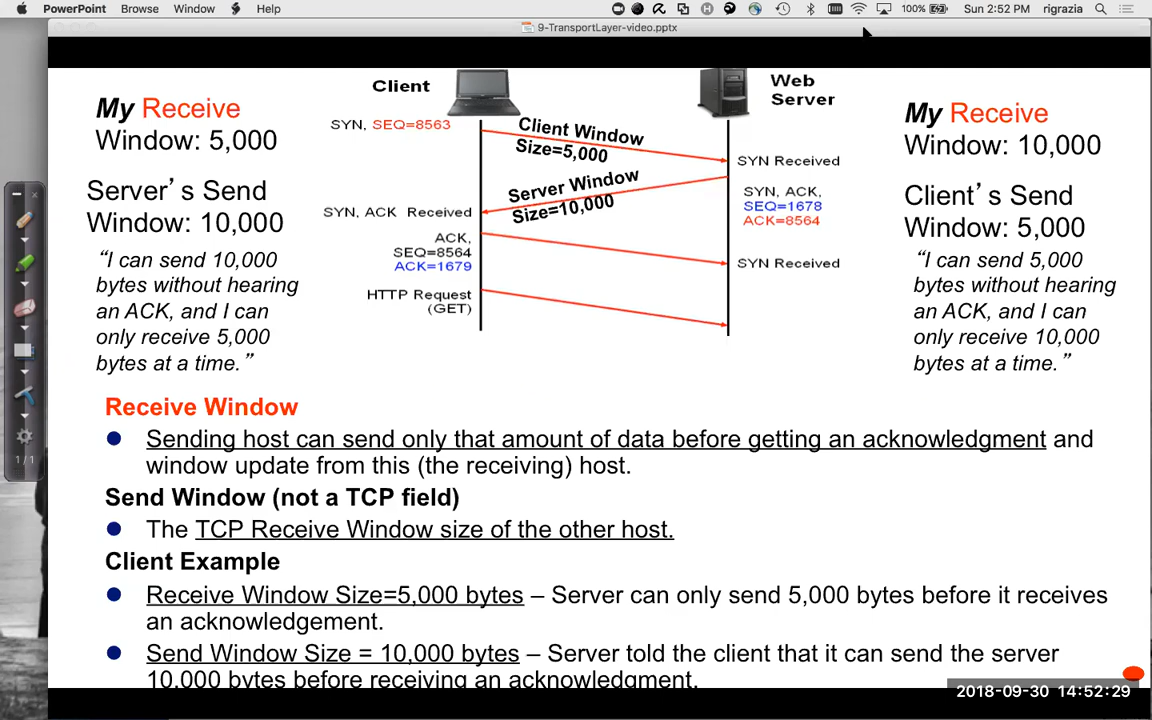 PowerPoint Browse Window Help 100% Sun 2:52 PM rigrazia
9-TransportLayer-video.pptx
My Receive
Window: 5,000
Server’s Send
Window: 10,000
“I can send 10,000
bytes without hearing
an ACK, and I can
only receive 5,000
bytes at a time.”
Client
Web
Server
SYN, SEQ=8563
Client Window
Size=5,000
SYN Received
Server Window
Size=10,000
SYN, ACK,
SEQ=1678
ACK=8564
SYN, ACK Received
ACK,
SEQ=8564
ACK=1679
SYN Received
HTTP Request
(GET)
My Receive
Window: 10,000
Client’s Send
Window: 5,000
“I can send 5,000
bytes without hearing
an ACK, and I can
only receive 10,000
bytes at a time.”
Receive Window
Sending host can send only that amount of data before getting an acknowledgment and
window update from this (the receiving) host.
Send Window (not a TCP field)
The TCP Receive Window size of the other host.
Client Example
Receive Window Size=5,000 bytes – Server can only send 5,000 bytes before it receives
an acknowledgement.
Send Window Size = 10,000 bytes – Server told the client that it can send the server
10,000 bytes before receiving an acknowledgment.
1/1
2018-09-30 14:52:29